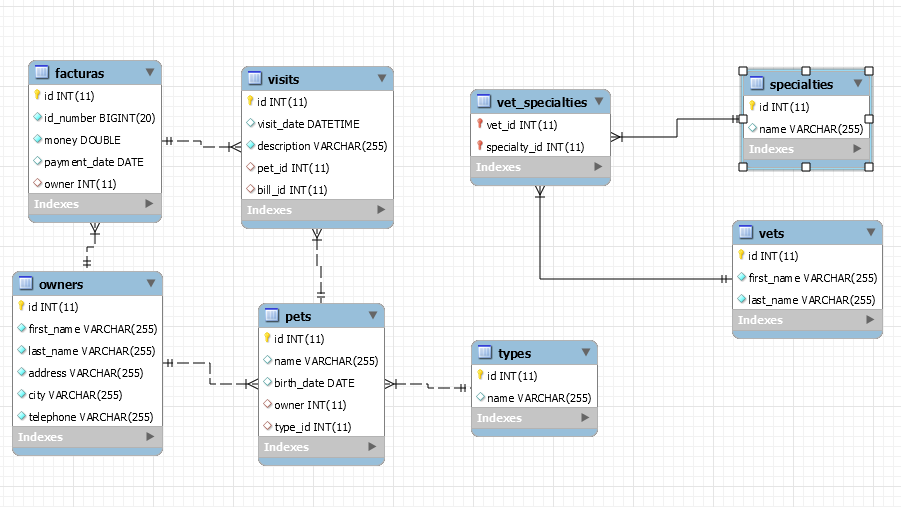 facturas
id INT(11)
id_number BIGINT(20)
money DOUBLE
payment_date DATE
owner INT(11)
Indexes
visits
id INT(11)
visit_date DATETIME
description VARCHAR(255)
pet_id INT(11)
bill_id INT(11)
Indexes
vet_specialties
vet_id INT(11)
specialty_id INT(11)
Indexes
specialties
id INT(11)
name VARCHAR(255)
Indexes
owners
id INT(11)
first_name VARCHAR(255)
last_name VARCHAR(255)
address VARCHAR(255)
city VARCHAR(255)
telephone VARCHAR(255)
Indexes
pets
id INT(11)
name VARCHAR(255)
birth_date DATE
owner INT(11)
type_id INT(11)
Indexes
types
id INT(11)
name VARCHAR(255)
Indexes
vets
id INT(11)
first_name VARCHAR(255)
last_name VARCHAR(255)
Indexes